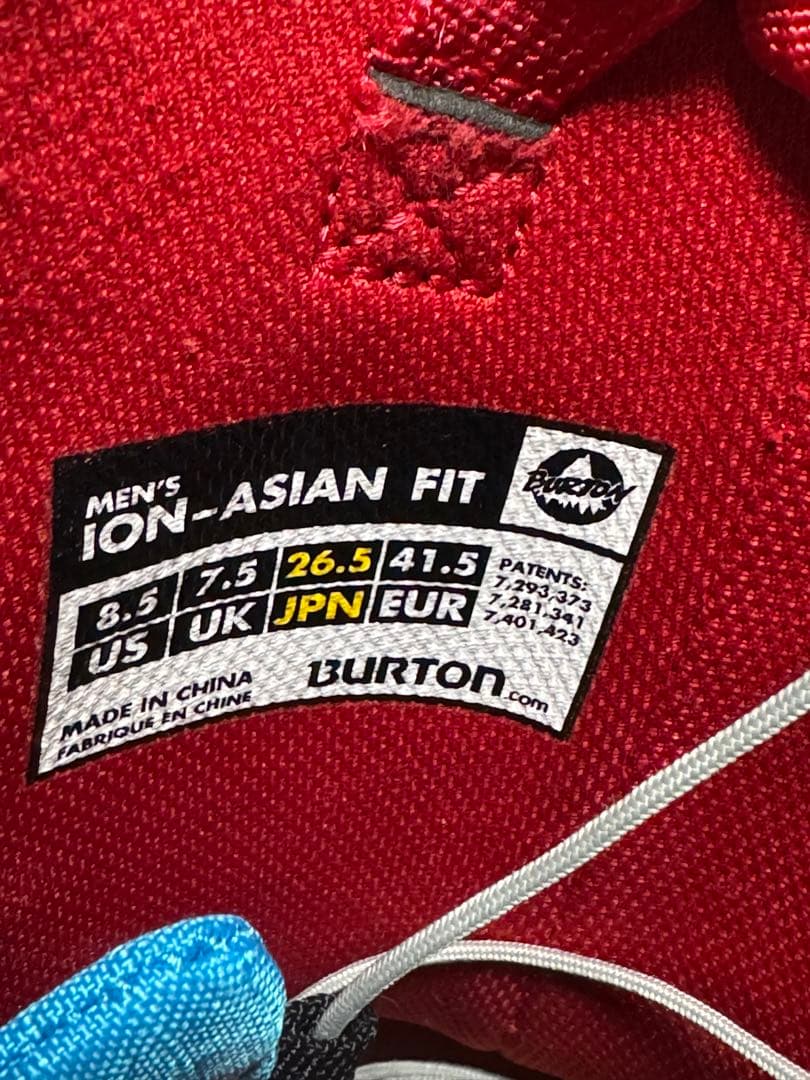 MEN'S
ION-ASIAN FIT
BURTON
8.5 7.5 26.5 41.5
US UK JPN EUR
PATENTS:
7,293,373
7,281,341
7,401,423
MADE IN CHINA
FABRIQUE EN CHINE
BURTON.com